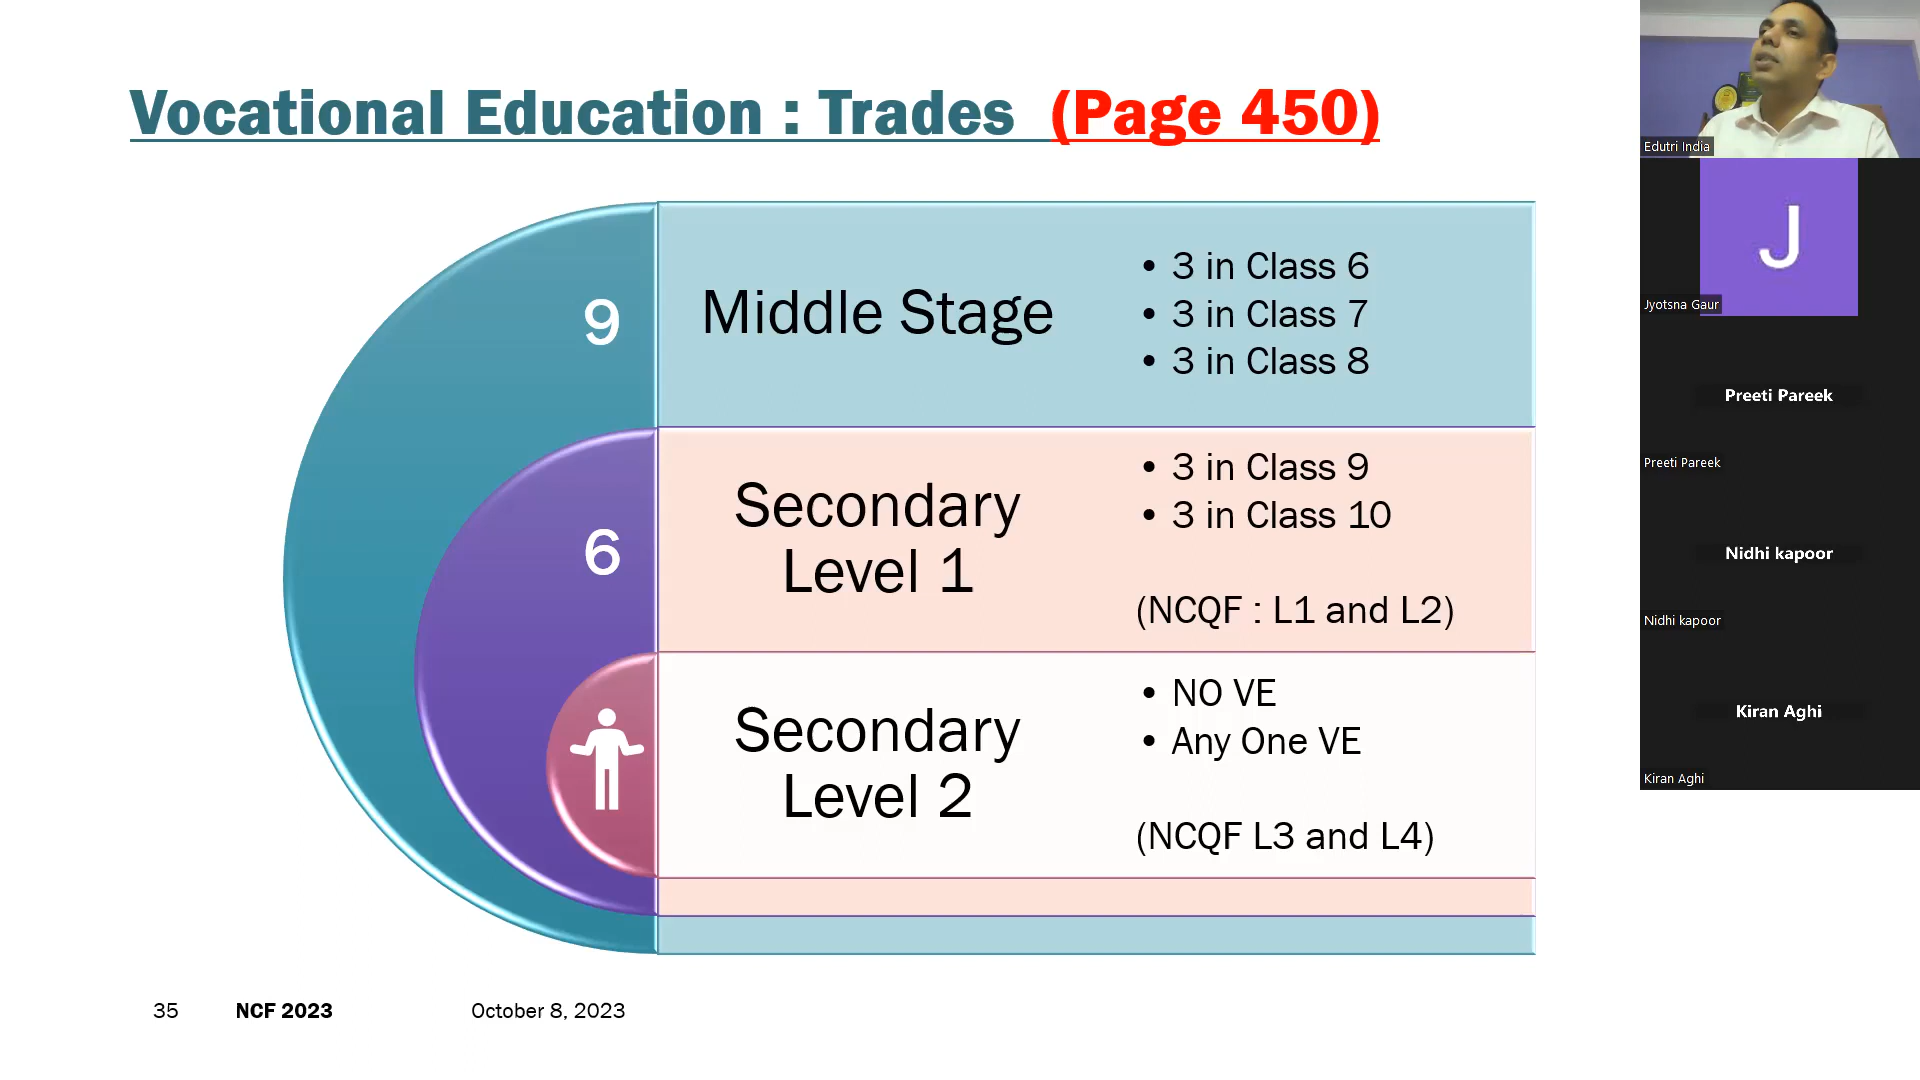 Vocational Education : Trades (Page 450)
9
Middle Stage
• 3 in Class 6
• 3 in Class 7
• 3 in Class 8
6
Secondary
Level 1
• 3 in Class 9
• 3 in Class 10
(NCQF : L1 and L2)
Secondary
Level 2
• NO VE
• Any One VE
(NCQF L3 and L4)
35 NCF 2023 October 8, 2023
Edutri India
J
Jyotsna Gaur
Preeti Pareek
Preeti Pareek
Nidhi kapoor
Nidhi kapoor
Kiran Aghi
Kiran Aghi